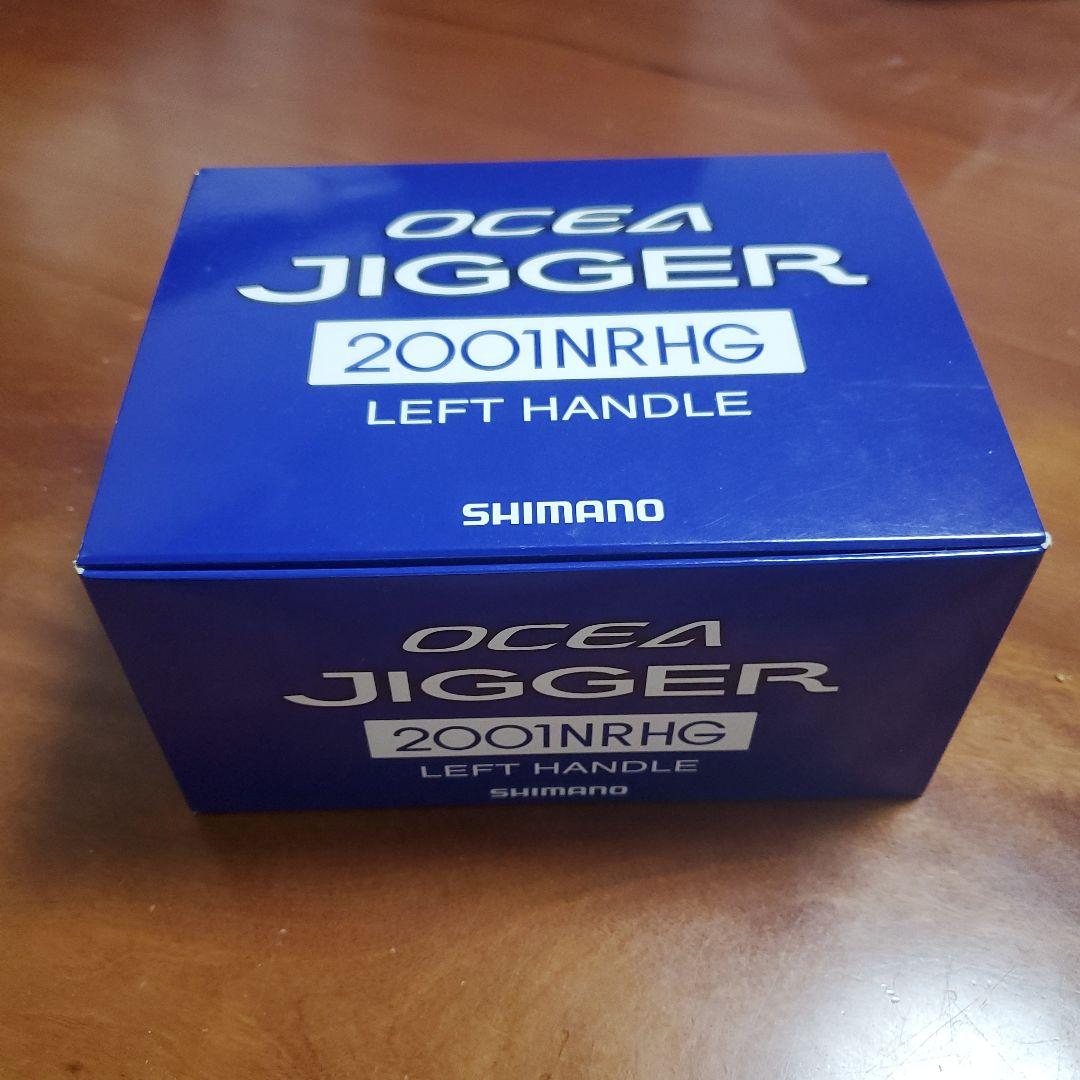 OCEA
JIGGER
2001NRHG
LEFT HANDLE
SHIMANO
OCEA
JIGGER
2001NRHG
LEFT HANDLE
SHIMANO